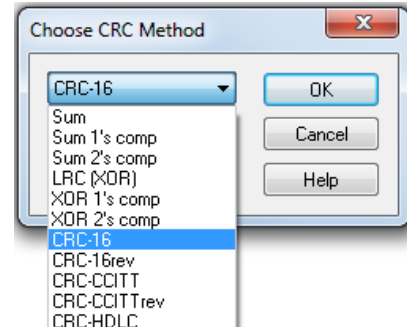 Choose CRC Method
CRC-16
OK
Sum
Sum 1's comp
Cancel
Sum 2's comp
LRC (XOR)
Help
XOR 1's comp
XOR 2's comp
CRC-16
CRC-16rev
CRC-CCITT
CRC-CCITTrev
CRC-HDLC